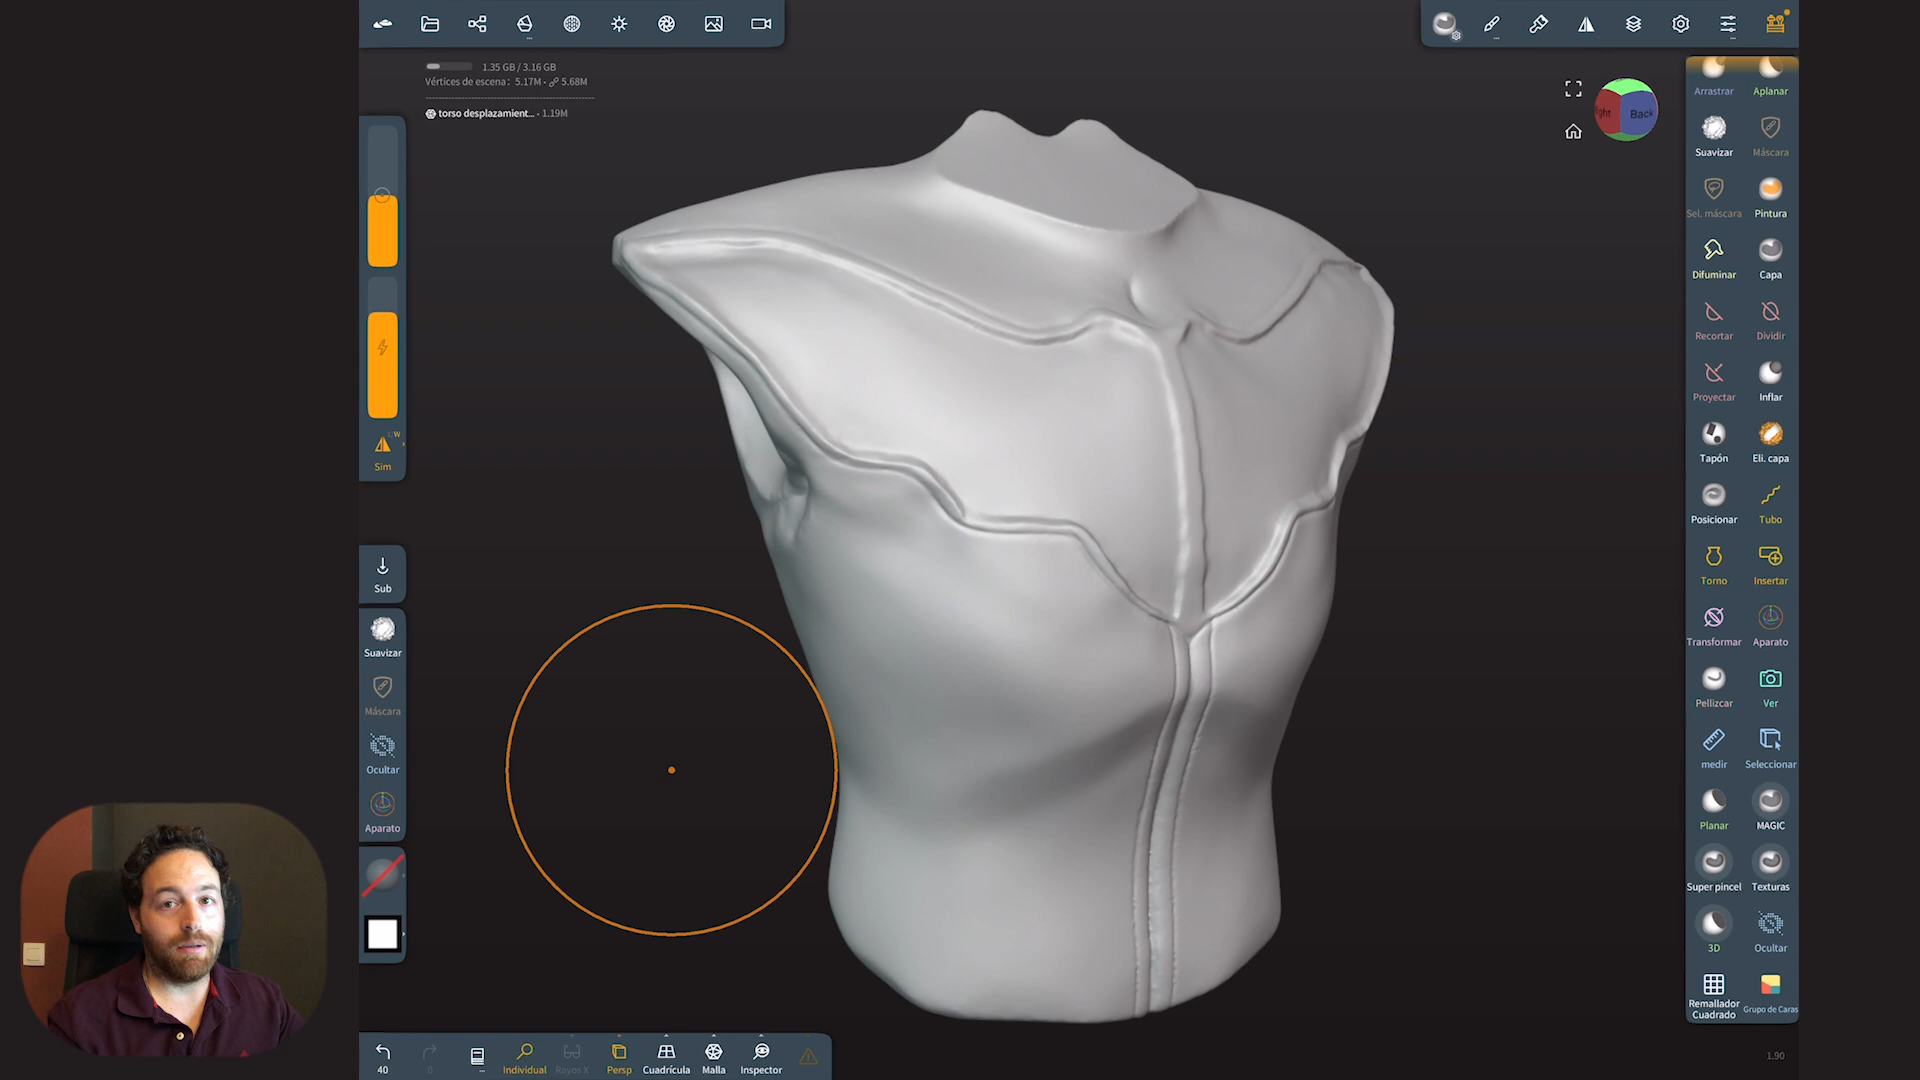 1.35 GB / 3.16 GB
Vértices de escena: 5.17M • 5.68M
torso desplazamient... • 1.19M
ight Back
Sim
Sub
Suavizar
Máscara
Ocultar
Aparato
40
0
Individual
Rayos X
Persp
Cuadrícula
Malla
Inspector
Arrastrar Aplanar
Suavizar Máscara
Sel. máscara Pintura
Difuminar Capa
Recortar Dividir
Proyectar Inflar
Tapón Eli. capa
Posicionar Tubo
Torno Insertar
Transformar Aparato
Pellizcar Ver
medir Seleccionar
Planar MAGIC
Super pincel Texturas
3D Ocultar
Remallador Cuadrado Grupo de Caras
1.90